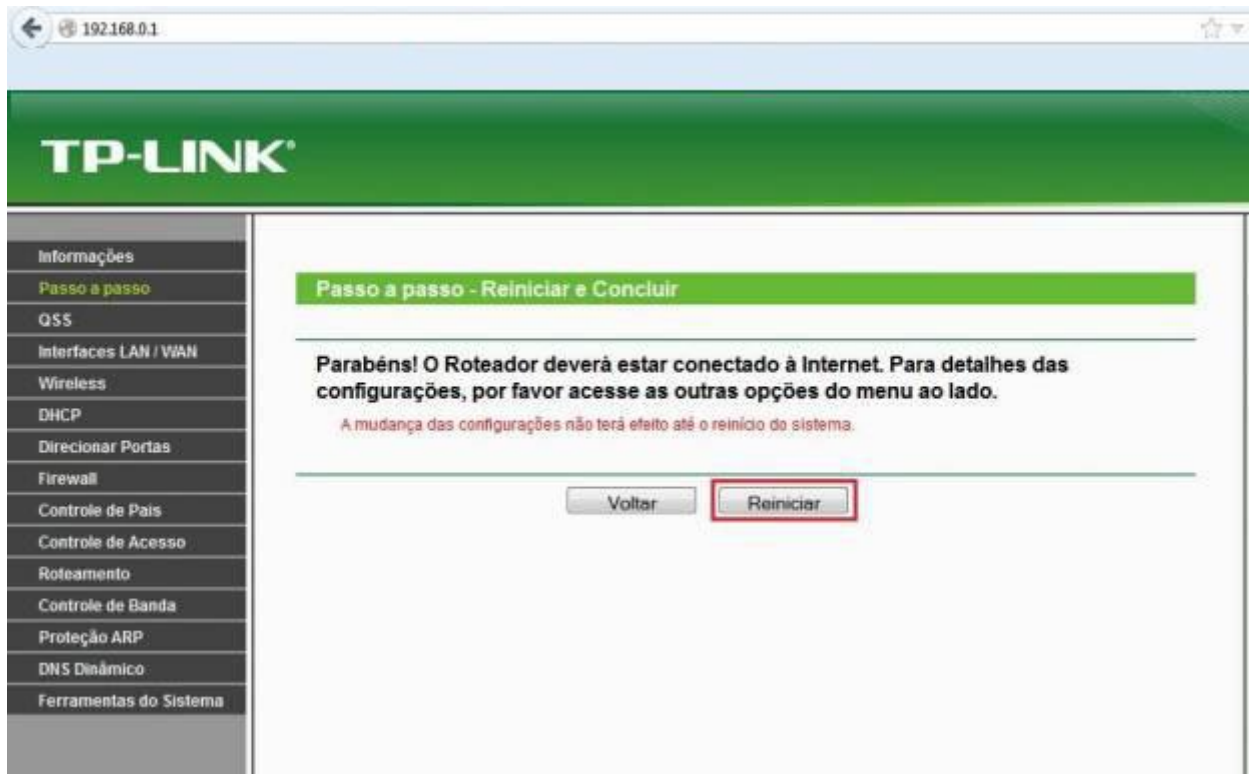 192.168.0.1
TP-LINK®
Informações
Passo a passo
QSS
Interfaces LAN / WAN
Wireless
DHCP
Direcionar Portas
Firewall
Controle de Pais
Controle de Acesso
Roteamento
Controle de Banda
Proteção ARP
DNS Dinâmico
Ferramentas do Sistema
Passo a passo - Reiniciar e Concluir
Parabéns! O Roteador deverá estar conectado à Internet. Para detalhes das
configurações, por favor acesse as outras opções do menu ao lado.
A mudança das configurações não terá efeito até o reinício do sistema.
Voltar
Reiniciar